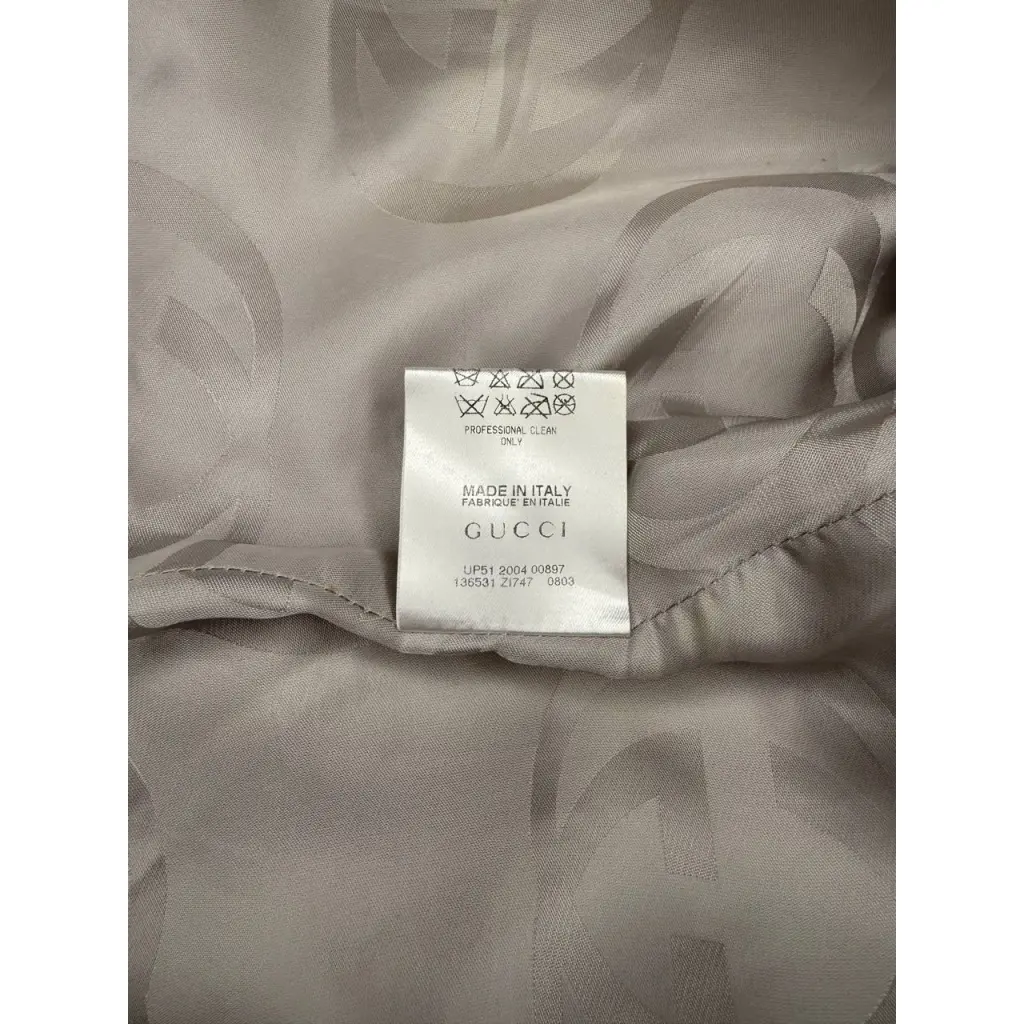 PROFESSIONAL CLEAN
ONLY
MADE IN ITALY
FABRIQUE' EN ITALIE
GUCCI
UP51 2004 00897
136531 ZI747 0803